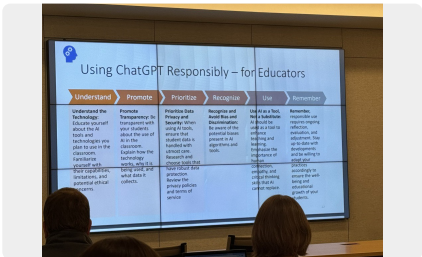 Using ChatGPT Responsibly – for Educators
Understand
Promote
Prioritize
Recognize
Use
Remember
Understand the
Technology:
Educate yourself
about the AI
tools and
technologies you
plan to use in the
classroom.
Familiarize
yourself with
their capabilities,
limitations, and
potential ethical
concerns.
Promote
Transparency: Be
transparent with
your students
about the use of
AI in the
classroom.
Explain how the
technology
works, why it is
being used, and
what data it
collects.
Prioritize Data
Privacy and
Security: When
using AI tools,
ensure that
student data is
handled with
utmost care.
Research and
choose tools that
have robust data
protection.
Review the
privacy policies
and terms of
service.
Recognize and
Avoid Bias and
Discrimination:
Be aware of the
potential biases
present in AI
algorithms and
tools.
Use AI as a Tool,
Not a Substitute:
AI should be
used as a tool to
enhance
teaching and
learning.
Emphasize the
importance of
human
connection,
empathy, and
critical thinking
skills that AI
cannot replace.
Remember,
responsible use
requires ongoing
reflection,
evaluation, and
adjustment. Stay
up-to-date with
developments
and be willing to
adapt your
practices
accordingly to
ensure the well-
being and
educational
growth of your
students.